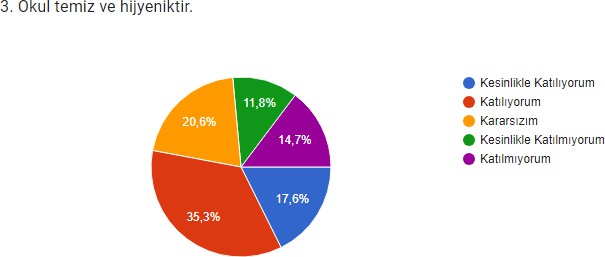 3. Okul temiz ve hijyeniktir.
11,8%
20,6%
14,7%
17,6%
35,3%
Kesinlikle Katılıyorum
Katılıyorum
Kararsızım
Kesinlikle Katılmıyorum
Katılmıyorum